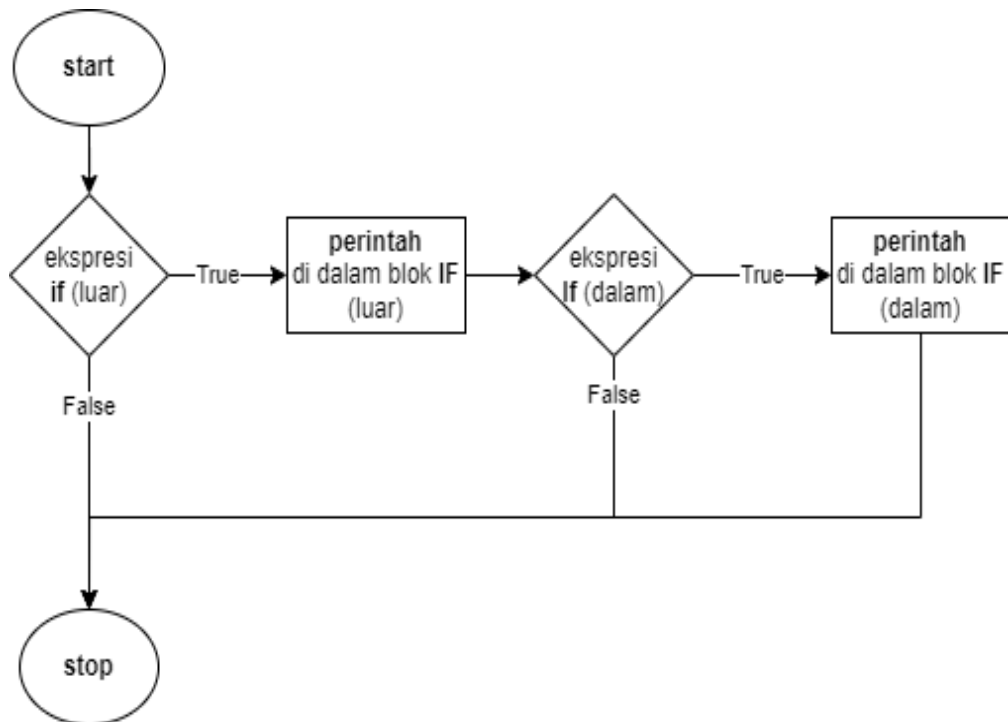 start
ekspresi
if (luar)
True
perintah
di dalam blok IF
(luar)
ekspresi
If (dalam)
True
perintah
di dalam blok IF
(dalam)
False
False
stop